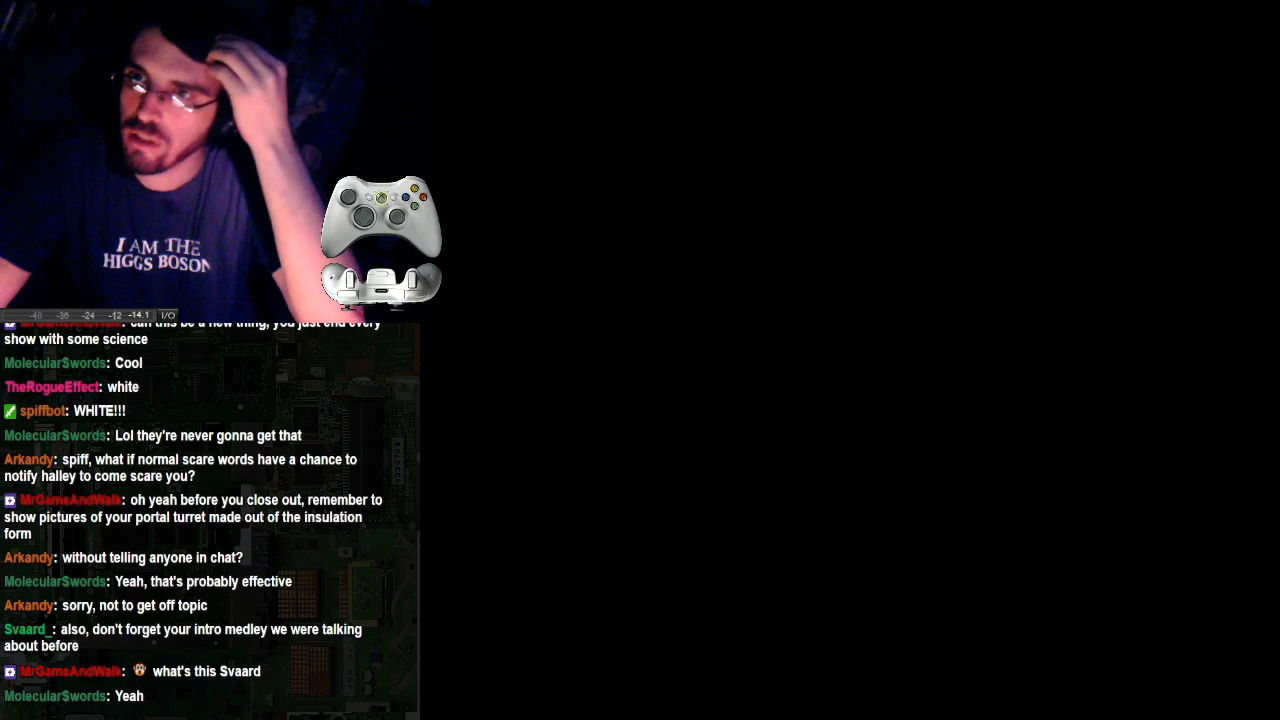 I AM THE
HIGGS BOSON
-48 -36 -24 -12 -14.1 I/O
MrGameAndWalk: can this be a new thing, you just end every
show with some science
MolecularSwords: Cool
TheRogueEffect: white
spiffbot: WHITE!!!
MolecularSwords: Lol they're never gonna get that
Arkandy: spiff, what if normal scare words have a chance to
notify halley to come scare you?
MrGameAndWalk: oh yeah before you close out, remember to
show pictures of your portal turret made out of the insulation
form
Arkandy: without telling anyone in chat?
MolecularSwords: Yeah, that's probably effective
Arkandy: sorry, not to get off topic
Svaard_: also, don't forget your intro medley we were talking
about before
MrGameAndWalk: what's this Svaard
MolecularSwords: Yeah